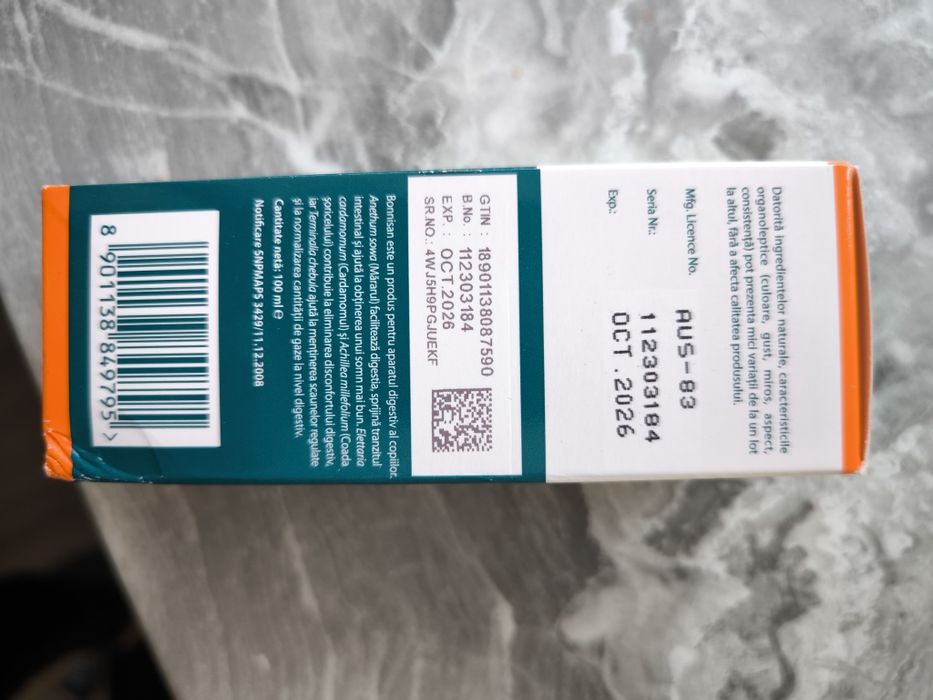 Datorită ingredientelor naturale, caracteristicile
organoleptice (culoare, gust, miros, aspect,
consistență) pot prezenta mici variații de la un lot
la altul, fără a afecta calitatea produsului.
Mfg. Licence No. AUS-83
Seria Nr.: 112303184
Exp.: OCT.2026
GTIN : 18901138087590
B.No. : 112303184
EXP. : OCT.2026
SR.NO.: 4WJ5H9PGJUEKF
Bonnisan este un produs pentru aparatul digestiv al copiilor.
Anethum sowa (Mărarul) facilitează digestia, sprijină tranzitul
intestinal și ajută la obținerea unui somn mai bun. Elettaria
cardamomum (Cardamomul) și Achillea millefolium (Coada
șoricelului) contribuie la eliminarea disconfortului digestiv,
iar Terminalia chebula ajută la menținerea scaunelor regulate
și la normalizarea cantității de gaze la nivel digestiv.
Cantitate netă: 100 ml ℮
Notificare SNPMAPS 3429/11.12.2008
8 901138 849795 >